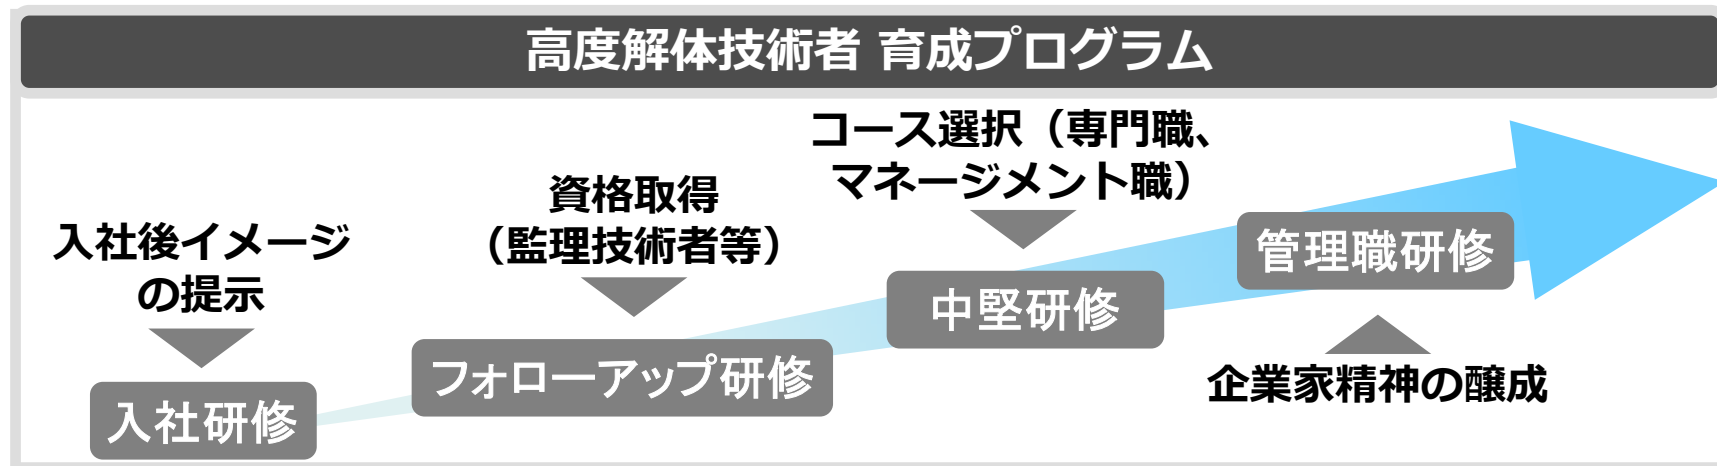 高度解体技術者 育成プログラム
コース選択（専門職、
マネージメント職）
資格取得
（監理技術者等）
入社後イメージ
の提示
管理職研修
中堅研修
フォローアップ研修
入社研修
企業家精神の醸成